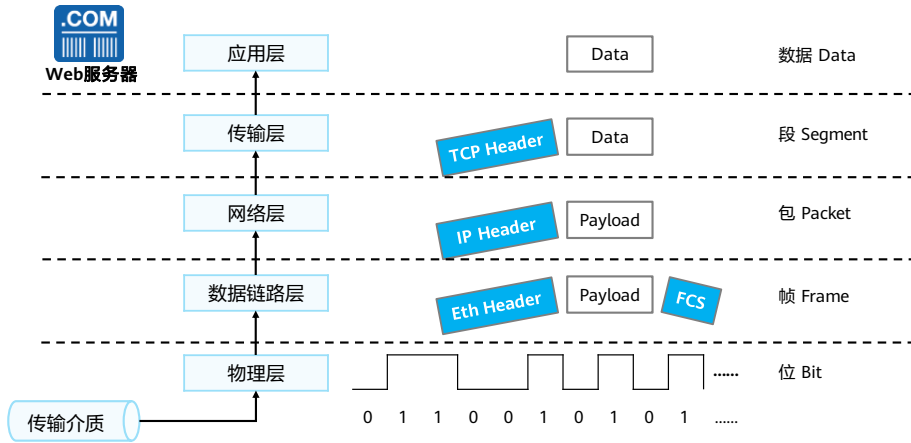 .COM
Web服务器
应用层
Data
数据 Data
传输层
TCP Header
Data
段 Segment
网络层
IP Header
Payload
包 Packet
数据链路层
Eth Header
Payload
FCS
帧 Frame
物理层
......
位 Bit
传输介质
0 1 1 0 0 1 0 1 0 1 ......